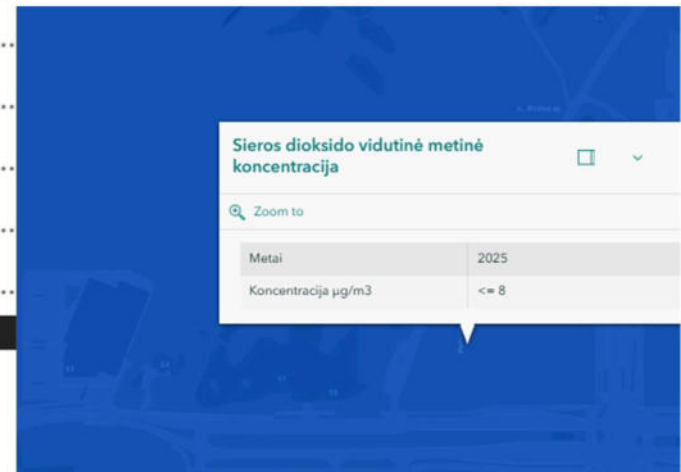 Sieros dioksido vidutinė metinė
koncentracija
Zoom to
Metai 2025
Koncentracija µg/m3 <= 8